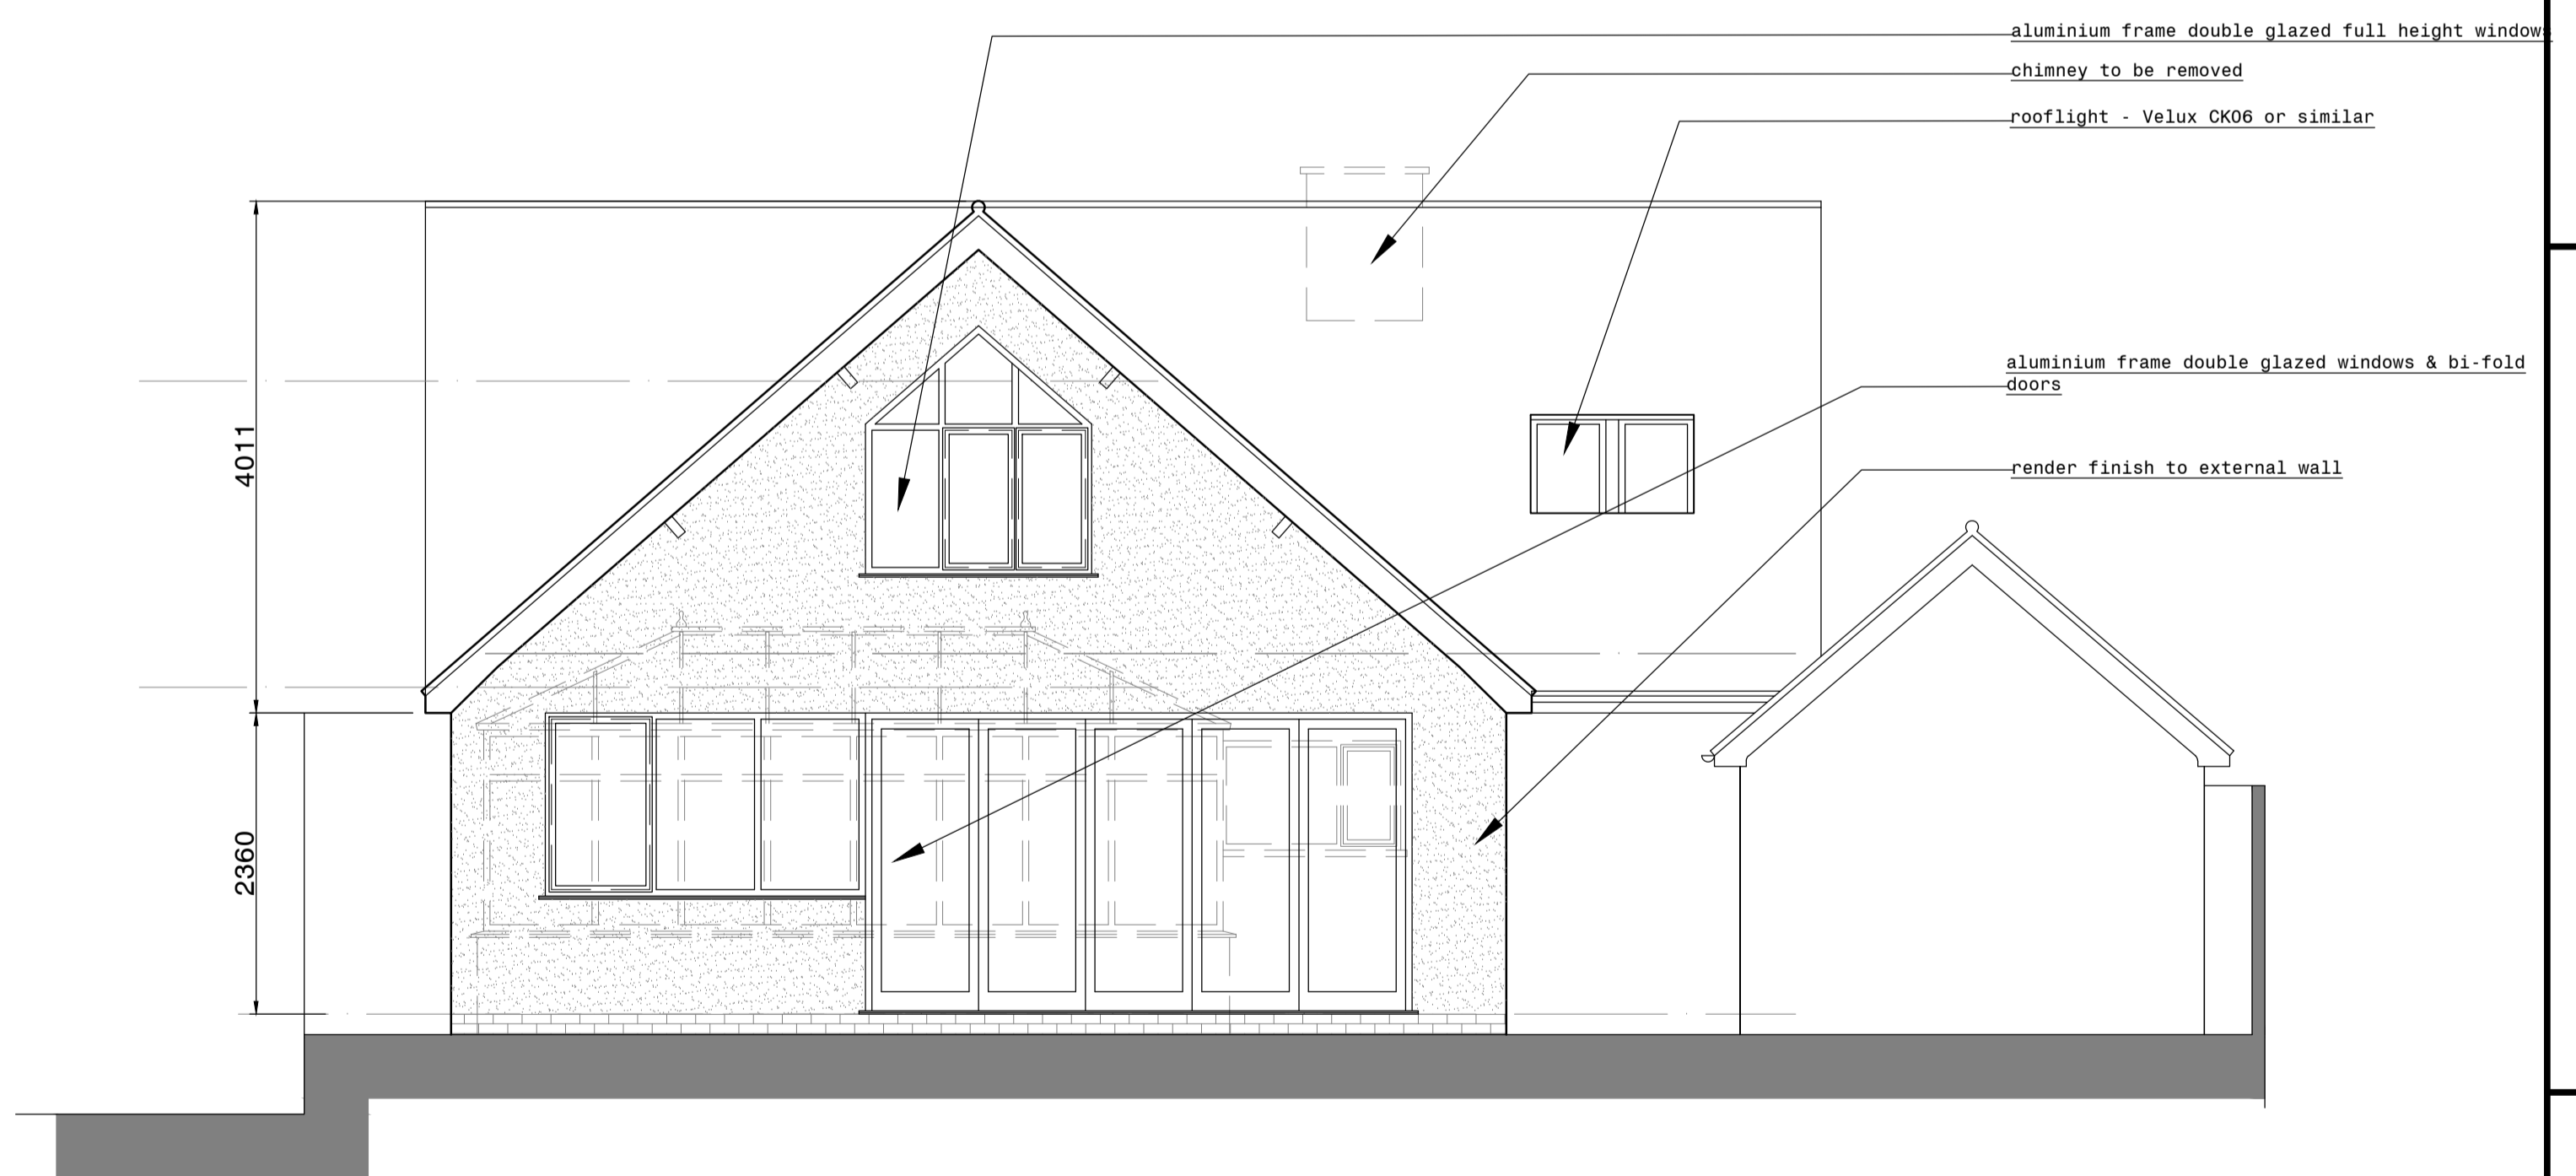 aluminium frame double glazed full height windows
chimney to be removed
rooflight - Velux CK06 or similar
aluminium frame double glazed windows & bi-fold
doors
render finish to external wall
4011
2360